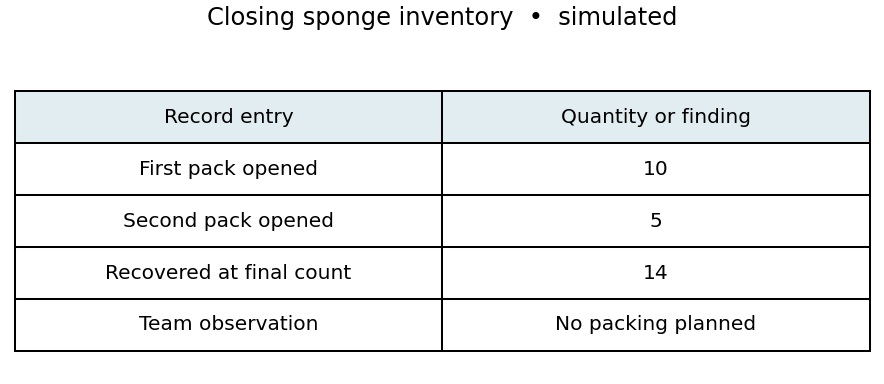 Closing sponge inventory • simulated
Record entry Quantity or finding
First pack opened 10
Second pack opened 5
Recovered at final count 14
Team observation No packing planned